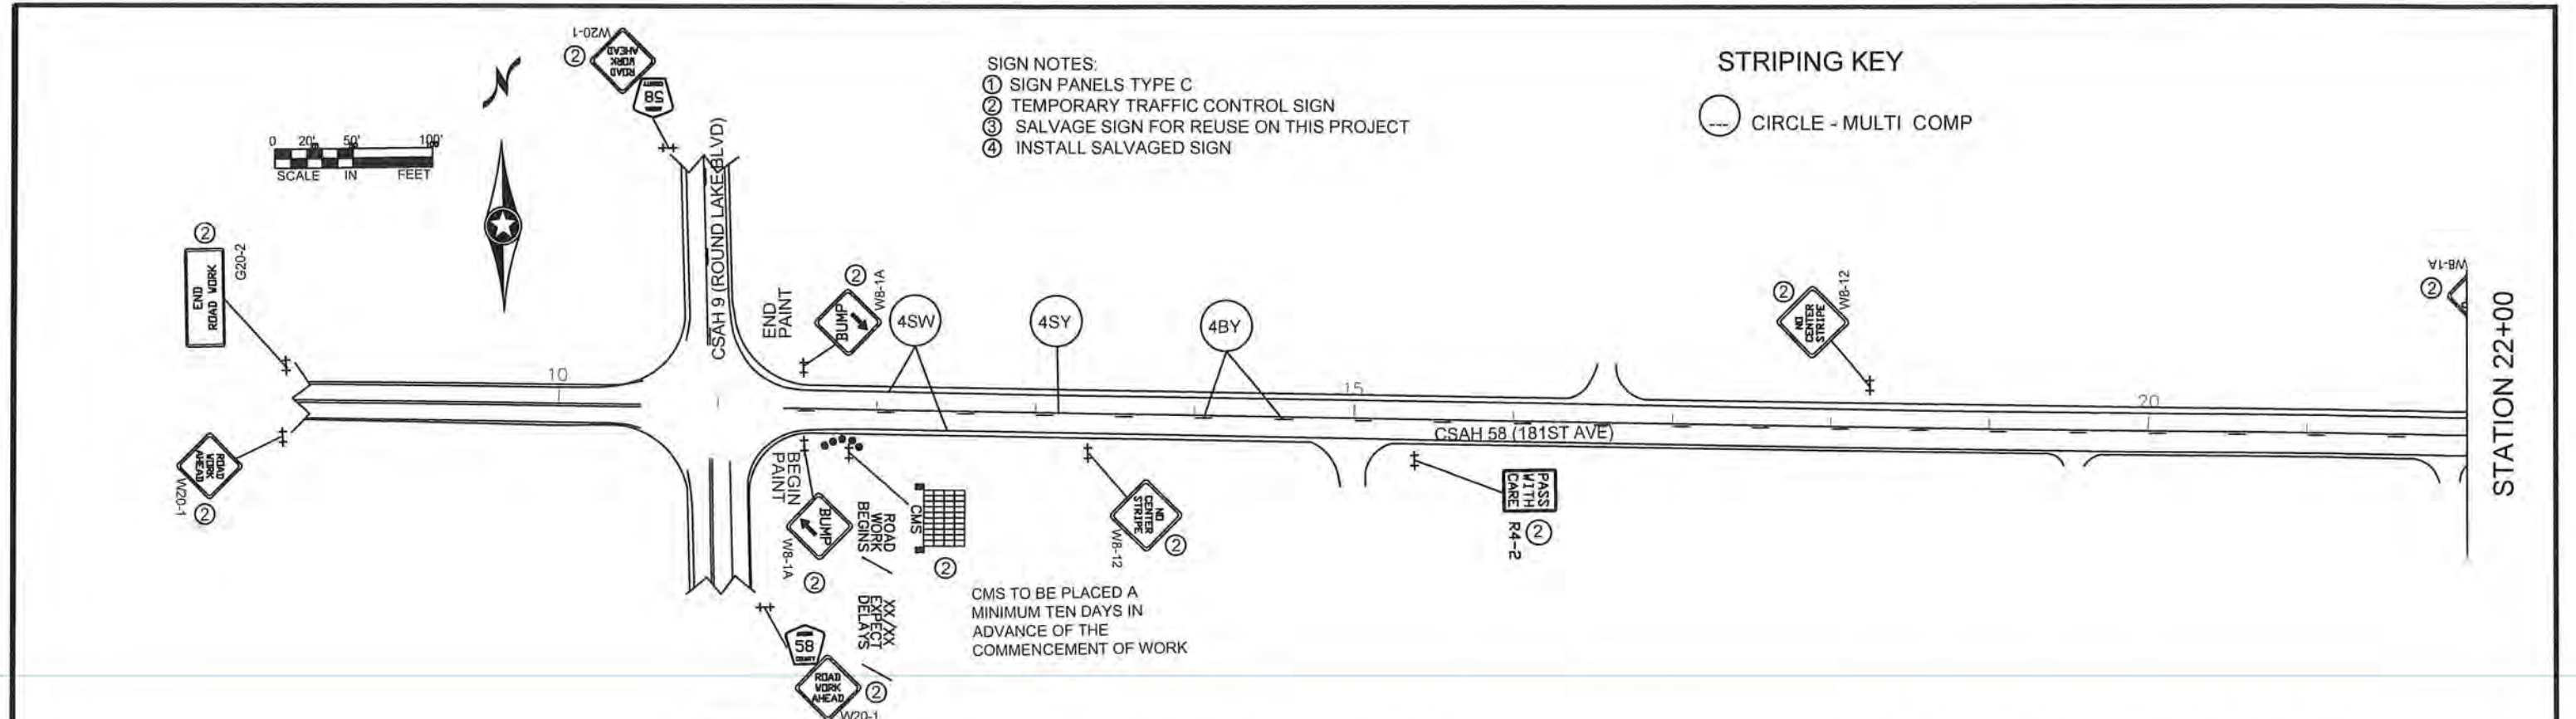 W20-1
②
ROAD
WORK
AHEAD
58
COUNTY
SIGN NOTES:
① SIGN PANELS TYPE C
② TEMPORARY TRAFFIC CONTROL SIGN
③ SALVAGE SIGN FOR REUSE ON THIS PROJECT
④ INSTALL SALVAGED SIGN
STRIPING KEY
CIRCLE - MULTI COMP
N
0 20' 50' 100'
SCALE IN FEET
CSAH 9 (ROUND LAKE BLVD)
②
G20-2
END
ROAD WORK
END
PAINT
②
W8-1A
BUMP
4SW
4SY
4BY
②
W8-12
NO
CENTER
STRIPE
W8-1A
②
STATION 22+00
10
15
20
CSAH 58 (181ST AVE)
ROAD
WORK
AHEAD
W20-1
②
BEGIN
PAINT
BUMP
W8-1A
②
ROAD
WORK
BEGINS /
XX/XX
EXPECT
DELAYS /
CMS
②
NO
CENTER
STRIPE
W8-12
②
PASS
WITH
CARE
R4-2
②
CMS TO BE PLACED A
MINIMUM TEN DAYS IN
ADVANCE OF THE
COMMENCEMENT OF WORK
58
COUNTY
ROAD
WORK
AHEAD
②
W20-1